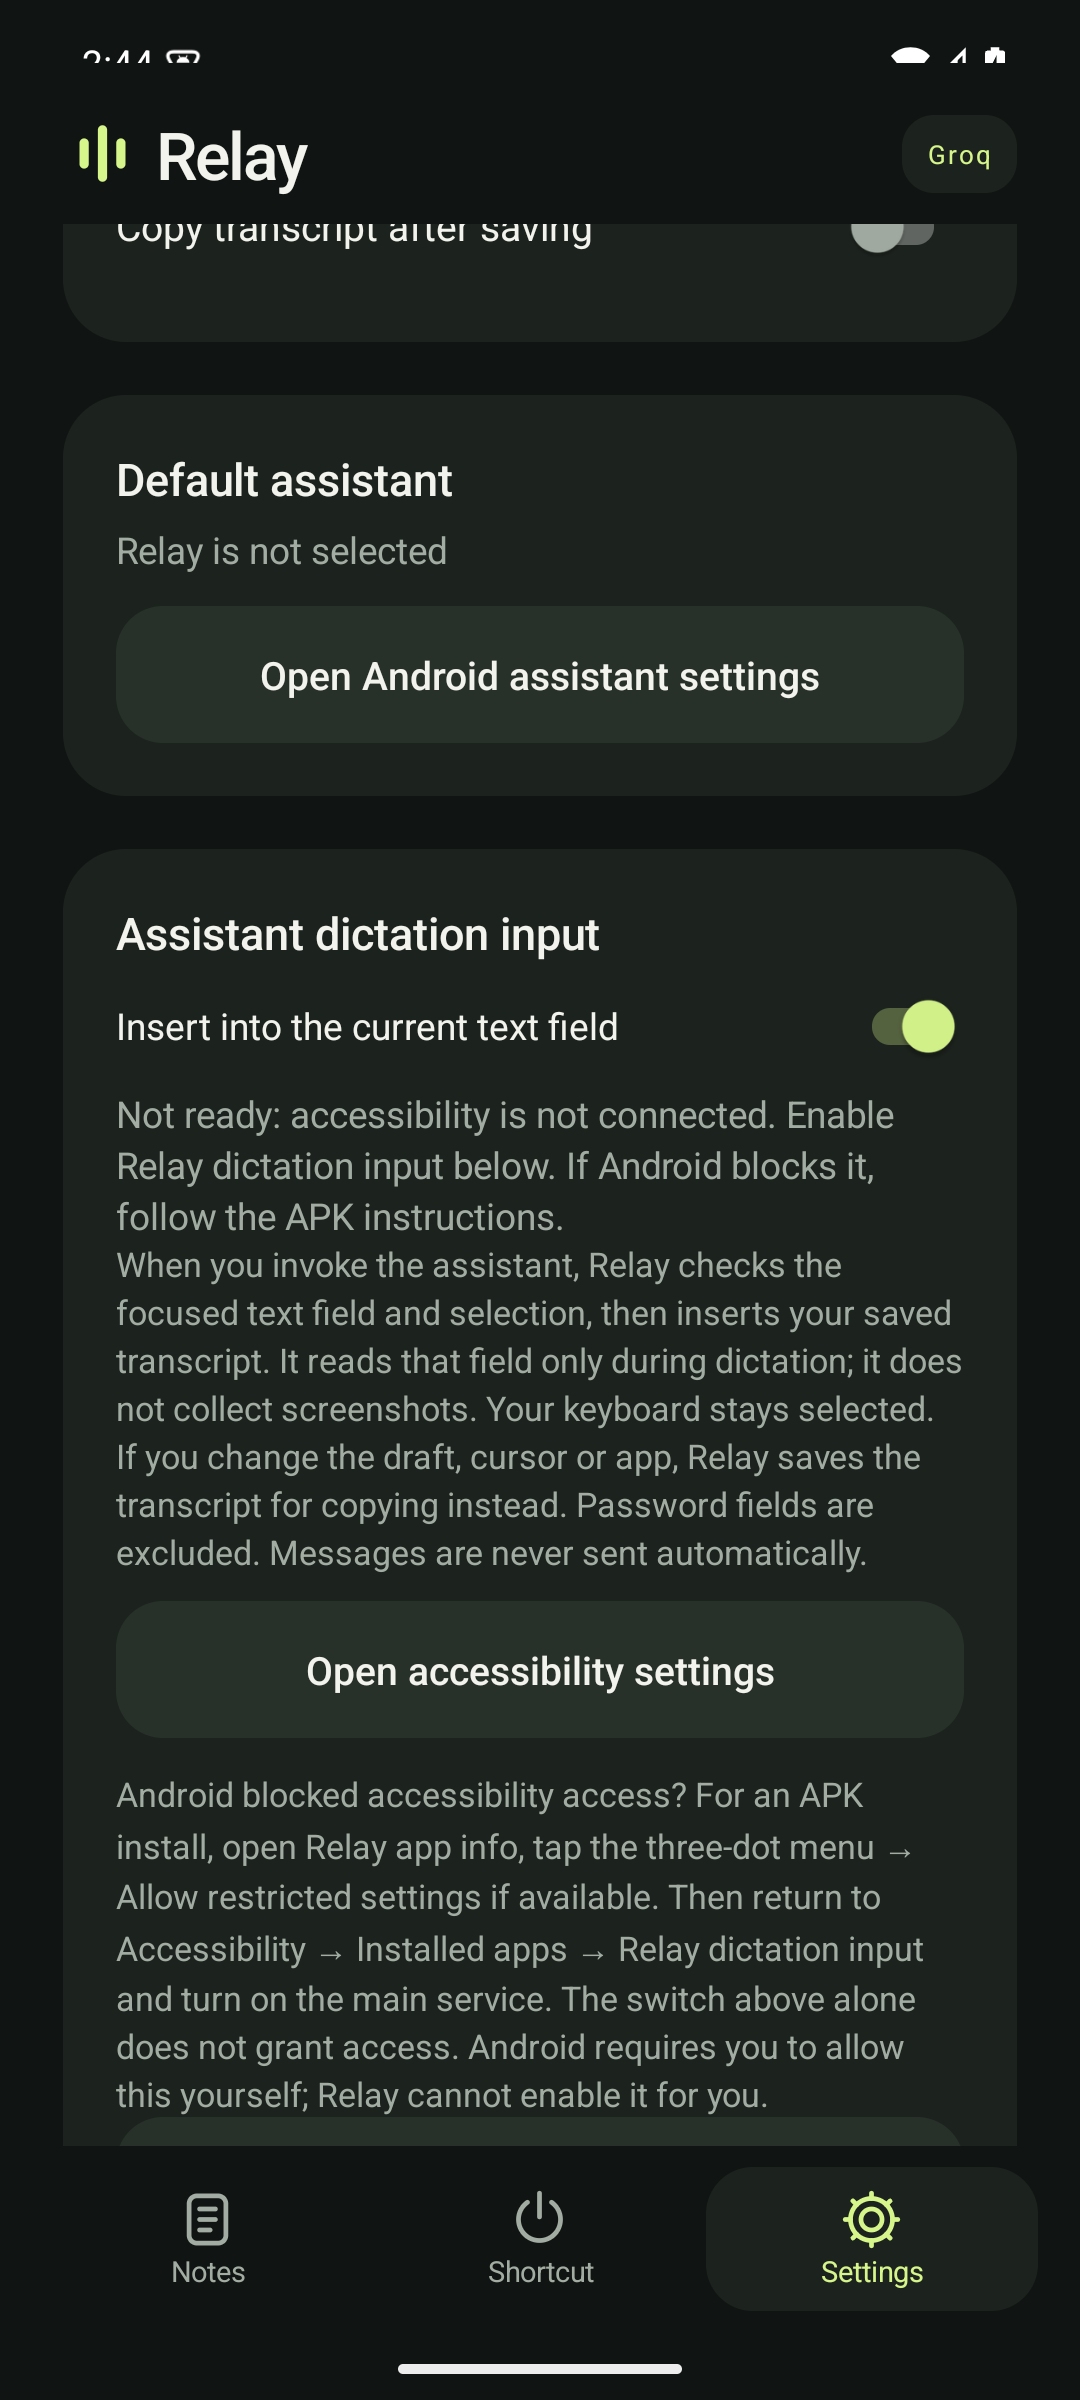 2:44
Relay
Groq
Copy transcript after saving
Default assistant
Relay is not selected
Open Android assistant settings
Assistant dictation input
Insert into the current text field
Not ready: accessibility is not connected. Enable
Relay dictation input below. If Android blocks it,
follow the APK instructions.
When you invoke the assistant, Relay checks the
focused text field and selection, then inserts your saved
transcript. It reads that field only during dictation; it does
not collect screenshots. Your keyboard stays selected.
If you change the draft, cursor or app, Relay saves the
transcript for copying instead. Password fields are
excluded. Messages are never sent automatically.
Open accessibility settings
Android blocked accessibility access? For an APK
install, open Relay app info, tap the three-dot menu →
Allow restricted settings if available. Then return to
Accessibility → Installed apps → Relay dictation input
and turn on the main service. The switch above alone
does not grant access. Android requires you to allow
this yourself; Relay cannot enable it for you.
Notes
Shortcut
Settings